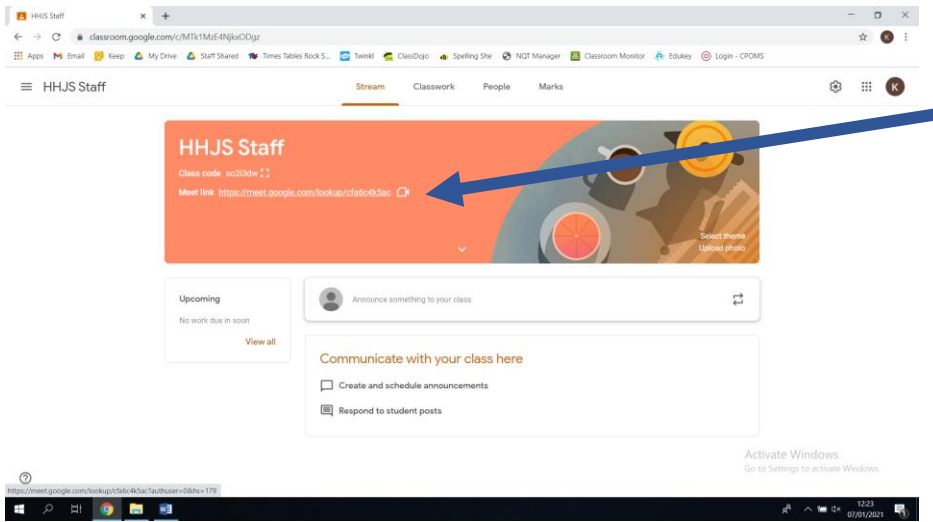 HHJS Staff
classroom.google.com/c/MTk1MzE4NjkxODgz
Apps Email Keep My Drive Staff Shared Times Tables Rock S... Twinkl ClassDojo Spelling She NQT Manager Classroom Monitor Edukey Login - CPOMS
HHJS Staff Stream Classwork People Marks K
HHJS Staff
Class code so2i3dw
Meet link https://meet.google.com/lookup/cfa6c4k5ac
Select theme
Upload photo
Upcoming
No work due in soon
View all
Announce something to your class
Communicate with your class here
Create and schedule announcements
Respond to student posts
Activate Windows
Go to Settings to activate Windows.
https://meet.google.com/lookup/cfa6c4k5ac?authuser=0&hs=179
12:23
07/01/2021